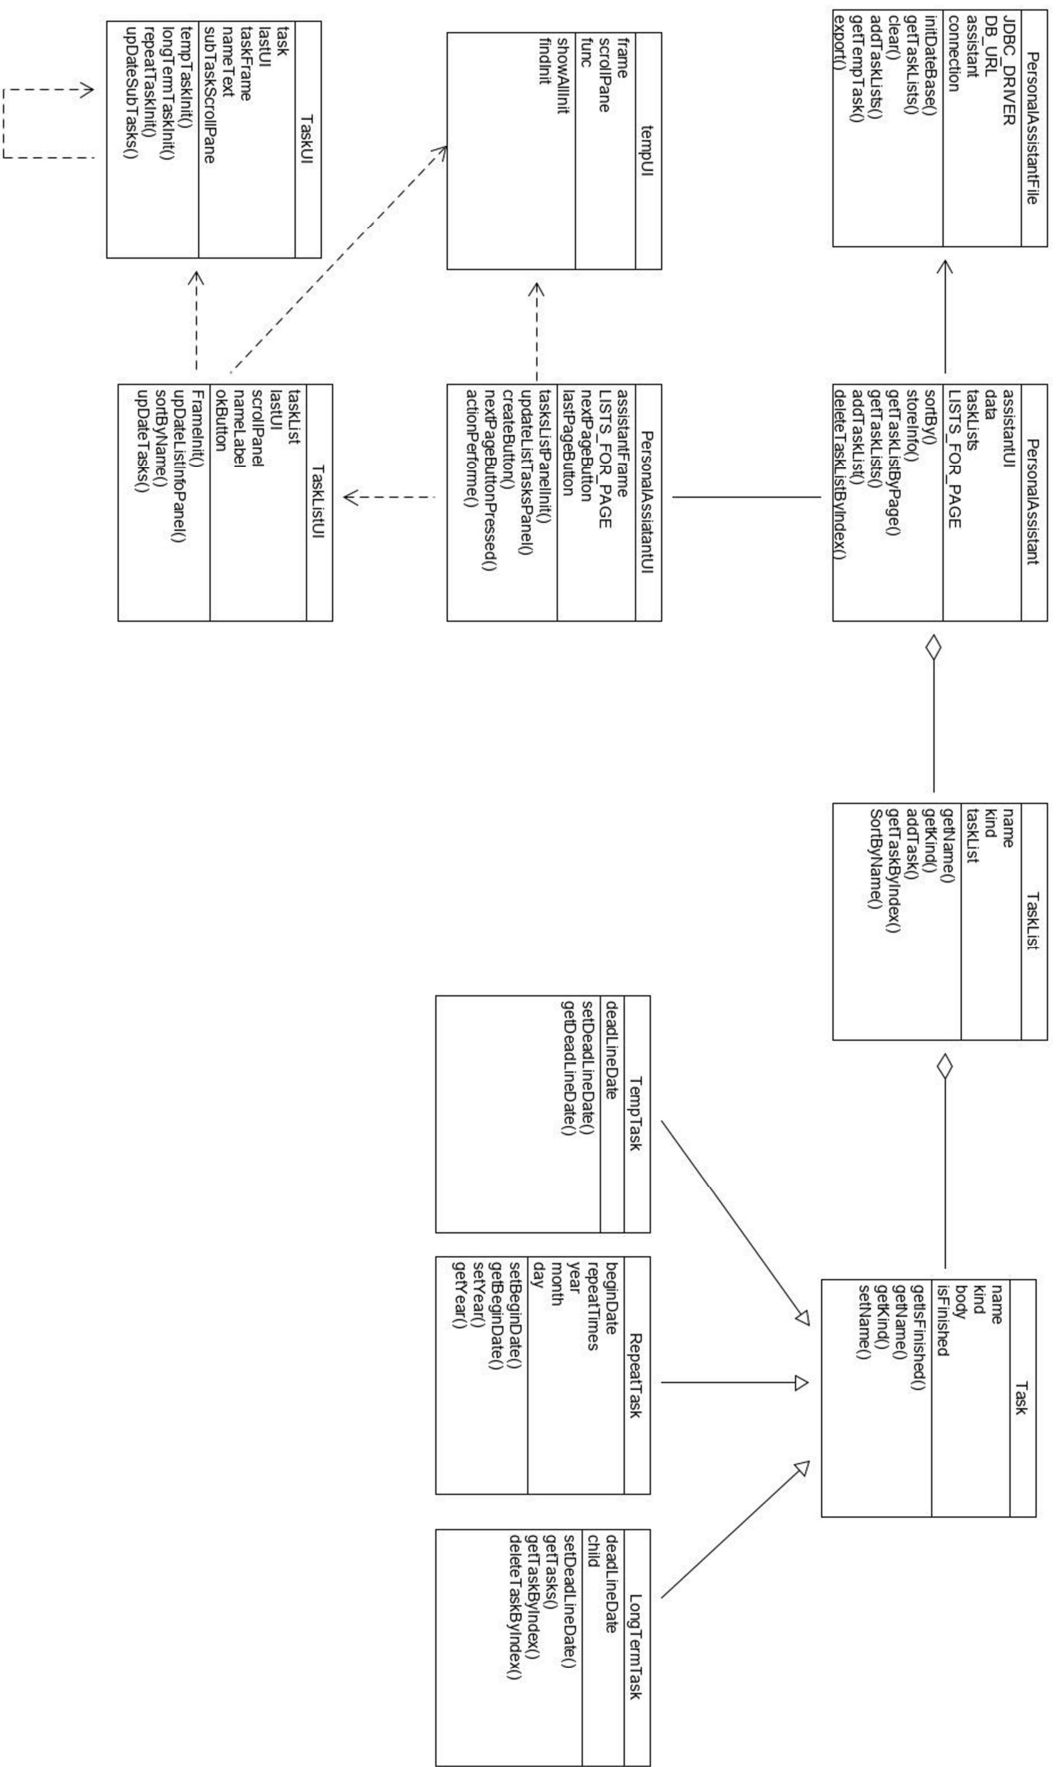 PersonalAssistantFile
JDBC_DRIVER
DB_URL
assistant
connection
initDateBase()
getTaskLists()
clear()
addTaskLists()
getTempTask()
export()
PersonalAssistant
assistantUI
data
taskLists
LISTS_FOR_PAGE
sortBy()
storeInfo()
getTaskListByPage()
getTaskLists()
addTaskList()
deleteTaskListByIndex()
TaskList
name
kind
taskList
getName()
getKind()
addTask()
getTaskByIndex()
SortByName()
Task
name
kind
body
isFinished
getIsFinished()
getName()
getKind()
setName()
tempUI
frame
scrollPane
func
showAllInit
findInit
PersonalAssiatantUI
assistantFrame
LISTS_FOR_PAGE
nextPageButton
lastPageButton
tasksListPanelInit()
updateListTasksPanel()
createButton()
nextPageButtonPressed()
actionPerforme()
TempTask
deadLineDate
setDeadLineDate()
getDeadLineDate()
RepeatTask
beginDate
repeatTimes
year
month
day
setBeginDate()
getBeginDate()
setYear()
getYear()
LongTermTask
deadLineDate
child
setDeadLineDate()
getTasks()
getTaskByIndex()
deleteTaskByIndex()
TaskUI
task
lastUI
taskFrame
nameText
subTaskScrollPane
tempTaskInit()
longTermTaskInit()
repeatTaskInit()
upDateSubTasks()
TaskListUI
taskList
lastUI
scrollPanel
nameLabel
okButton
FrameInit()
upDateListInfoPanel()
sortByName()
upDateTasks()